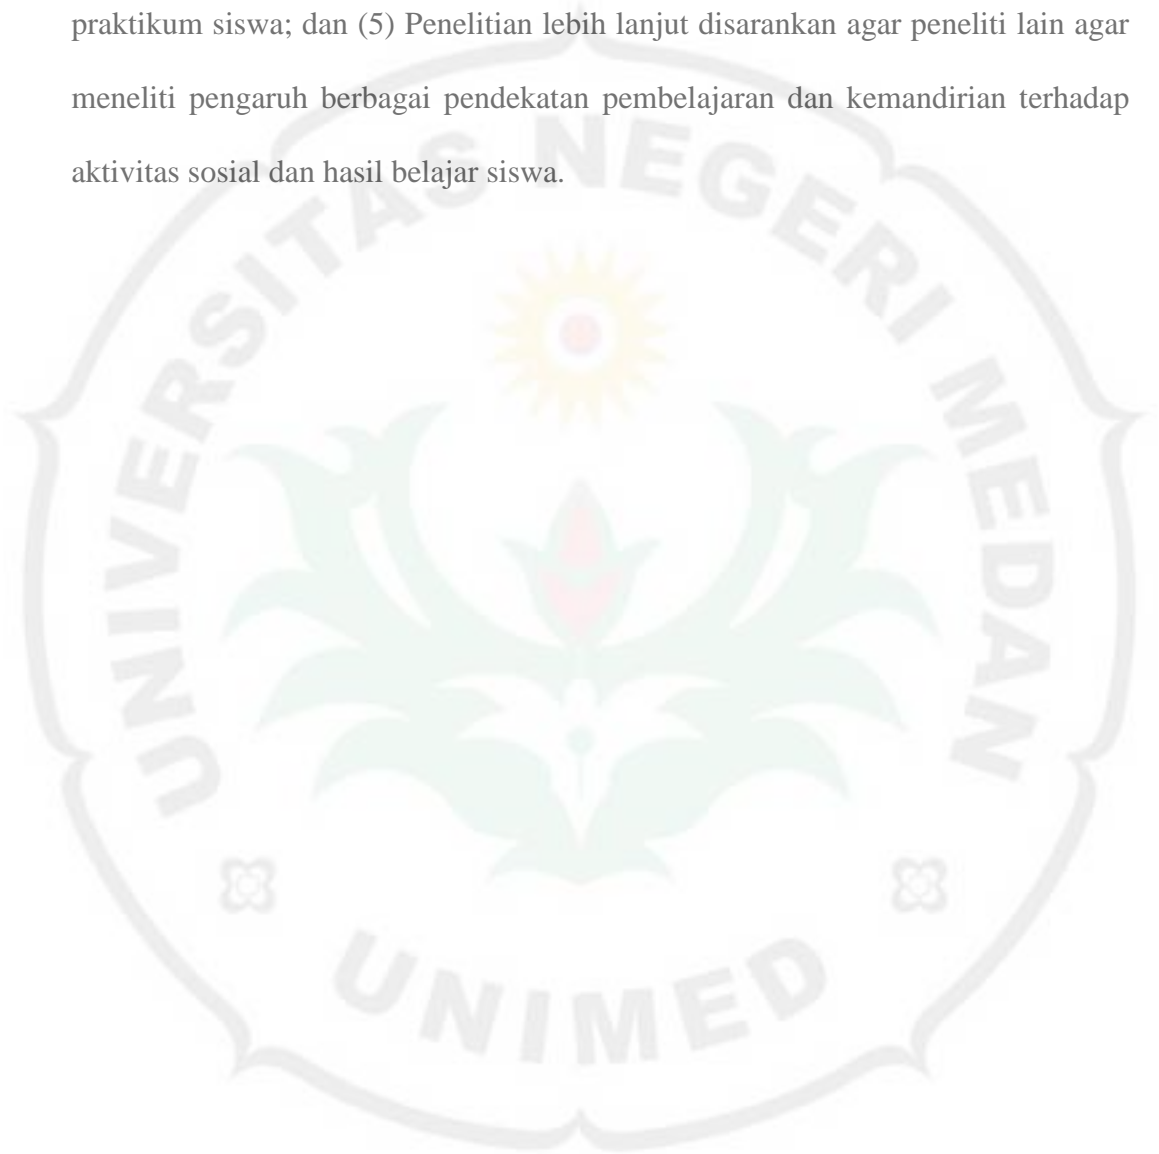 praktikum siswa; dan (5) Penelitian lebih lanjut disarankan agar peneliti lain agar
meneliti pengaruh berbagai pendekatan pembelajaran dan kemandirian terhadap
aktivitas sosial dan hasil belajar siswa.
UNIVERSITAS NEGERI MEDAN
UNIMED